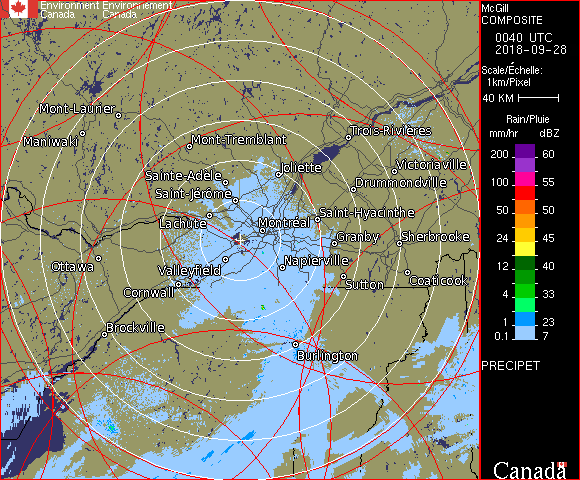 Environment Environnement
Canada Canada
McGill
COMPOSITE
0040 UTC
2018-09-28
Scale/Échelle:
1km/Pixel
40 KM
Rain/Pluie
mm/hr dBZ
200 60
100 55
50 50
24 45
12 40
4 33
1 23
0.1 7
PRECIPET
Canada
Mont-Laurier
Maniwaki
Trois-Rivières
Mont-Tremblant
Victoriaville
Joliette
Sainte-Adèle
Drummondville
Saint-Jérôme
Saint-Hyacinthe
Lachute
Montréal
Granby
Sherbrooke
Napierville
Ottawa
Valleyfield
Coaticook
Sutton
Cornwall
Brockville
Burlington